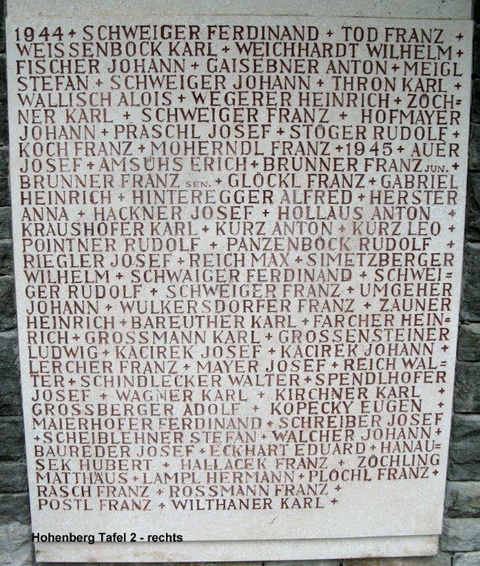 1944 + SCHWEIGER FERDINAND + TOD FRANZ +
WEISSENBÖCK KARL + WEICHHARDT WILHELM +
FISCHER JOHANN + GAISEBNER ANTON + MEIGL
STEFAN + SCHWEIGER JOHANN + THRON KARL +
WALLISCH ALOIS + WEGERER HEINRICH + ZÖCH=
NER KARL + SCHWEIGER FRANZ + HOFMAYER
JOHANN + PRASCHL JOSEF + STÖGER RUDOLF +
KOCH FRANZ + MOHERNDL FRANZ + 1945 + AUER
JOSEF + AMSÜHS ERICH + BRUNNER FRANZ JUN. +
BRUNNER FRANZ SEN. + GLÖCKL FRANZ + GABRIEL
HEINRICH + HINTEREGGER ALFRED + HERSTER
ANNA + HACKNER JOSEF + HOLLAUS ANTON +
KRAUSHOFER KARL + KURZ ANTON + KURZ LEO +
POINTNER RUDOLF + PANZENBÖCK RUDOLF +
RIEGLER JOSEF + REICH MAX + SIMETZBERGER
WILHELM + SCHWAIGER FERDINAND + SCHWEI=
GER RUDOLF + SCHWEIGER FRANZ + UMGEHER
JOHANN + WULKERSDORFER FRANZ + ZAUNER
HEINRICH + BAREUTHER KARL + FARCHER HEIN=
RICH + GROSSMANN KARL + GROSSENSTEINER
LUDWIG + KACIREK JOSEF + KACIREK JOHANN +
LERCHER FRANZ + MAYER JOSEF + REICH WAL=
TER + SCHINDLECKER WALTER + SPENDLHOFER
JOSEF + WAGNER KARL + KIRCHNER KARL +
GROSSBERGER ADOLF + KOPECKY EUGEN +
MAIERHOFER FERDINAND + SCHREIBER JOSEF
+ SCHEIBLEHNER STEFAN + WALCHER JOHANN +
BAUREDER JOSEF + ECKHART EDUARD + HANAU=
SEK HUBERT + HALLACEK FRANZ + ZÖCHLING
MATTHÄUS + LAMPL HERMANN + PLÖCHL FRANZ +
RASCH FRANZ + ROSSMANN FRANZ +
POSTL FRANZ + WILTHANER KARL +
Hohenberg Tafel 2 - rechts